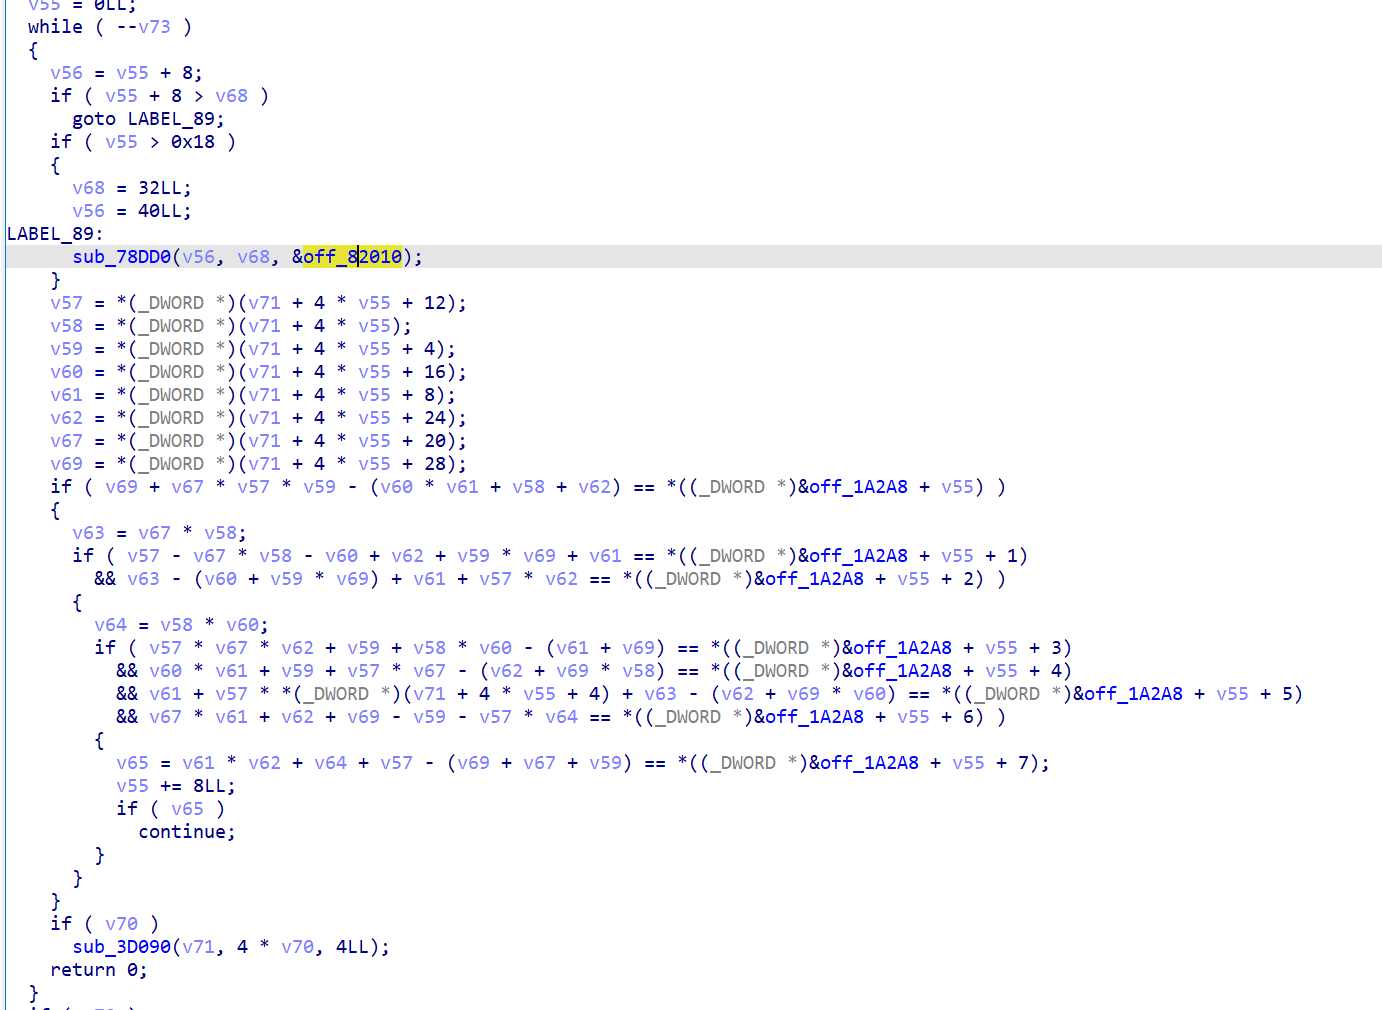 v55 = 0LL;
while ( --v73 )
{
v56 = v55 + 8;
if ( v55 + 8 > v68 )
goto LABEL_89;
if ( v55 > 0x18 )
{
v68 = 32LL;
v56 = 40LL;
LABEL_89:
sub_78DD0(v56, v68, &off_82010);
}
v57 = *(_DWORD *)(v71 + 4 * v55 + 12);
v58 = *(_DWORD *)(v71 + 4 * v55);
v59 = *(_DWORD *)(v71 + 4 * v55 + 4);
v60 = *(_DWORD *)(v71 + 4 * v55 + 16);
v61 = *(_DWORD *)(v71 + 4 * v55 + 8);
v62 = *(_DWORD *)(v71 + 4 * v55 + 24);
v67 = *(_DWORD *)(v71 + 4 * v55 + 20);
v69 = *(_DWORD *)(v71 + 4 * v55 + 28);
if ( v69 + v67 * v57 * v59 - (v60 * v61 + v58 + v62) == *((_DWORD *)&off_1A2A8 + v55) )
{
v63 = v67 * v58;
if ( v57 - v67 * v58 - v60 + v62 + v59 * v69 + v61 == *((_DWORD *)&off_1A2A8 + v55 + 1)
&& v63 - (v60 + v59 * v69) + v61 + v57 * v62 == *((_DWORD *)&off_1A2A8 + v55 + 2) )
{
v64 = v58 * v60;
if ( v57 * v67 * v62 + v59 + v58 * v60 - (v61 + v69) == *((_DWORD *)&off_1A2A8 + v55 + 3)
&& v60 * v61 + v59 + v57 * v67 - (v62 + v69 * v58) == *((_DWORD *)&off_1A2A8 + v55 + 4)
&& v61 + v57 * *(_DWORD *)(v71 + 4 * v55 + 4) + v63 - (v62 + v69 * v60) == *((_DWORD *)&off_1A2A8 + v55 + 5)
&& v67 * v61 + v62 + v69 - v59 - v57 * v64 == *((_DWORD *)&off_1A2A8 + v55 + 6) )
{
v65 = v61 * v62 + v64 + v57 - (v69 + v67 + v59) == *((_DWORD *)&off_1A2A8 + v55 + 7);
v55 += 8LL;
if ( v65 )
continue;
}
}
}
if ( v70 )
sub_3D090(v71, 4 * v70, 4LL);
return 0;
}